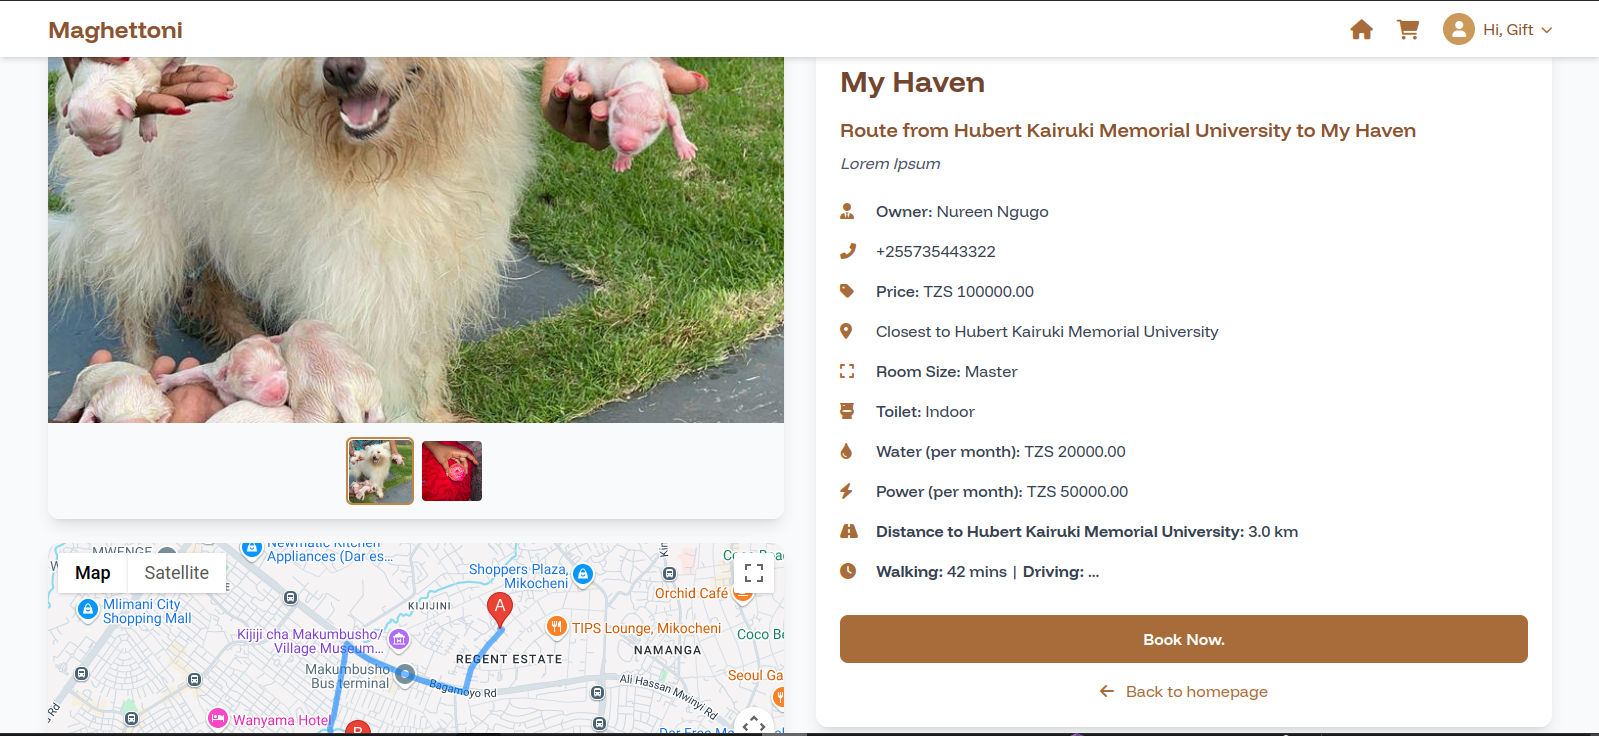 Maghettoni
Hi, Gift
My Haven
Route from Hubert Kairuki Memorial University to My Haven
Lorem Ipsum
Owner: Nureen Ngugo
+255735443322
Price: TZS 100000.00
Closest to Hubert Kairuki Memorial University
Room Size: Master
Toilet: Indoor
Water (per month): TZS 20000.00
Power (per month): TZS 50000.00
Distance to Hubert Kairuki Memorial University: 3.0 km
Walking: 42 mins | Driving: ...
Book Now.
Back to homepage
MWENGE
Newmatic Kitchen
Appliances (Dar es...
Map
Satellite
Shoppers Plaza,
Mikocheni
Orchid Café
Mlimani City
Shopping Mall
KIJIJINI
A
Kijiji cha Makumbusho/
Village Museum...
TIPS Lounge, Mikocheni
Coco Be
NAMANGA
REGENT ESTATE
Makumbusho
Bus terminal
Bagamoyo Rd
Ali Hassan Mwinyi Rd
Seoul Ga
Wanyama Hotel
B